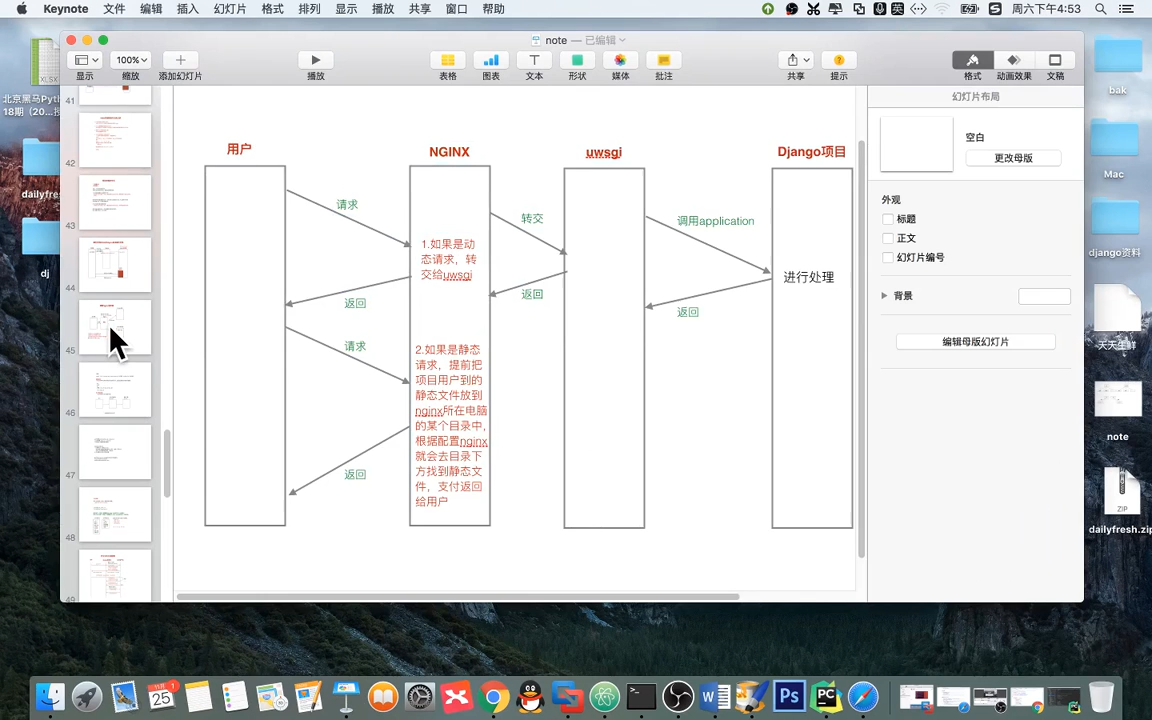 Keynote 文件 编辑 插入 幻灯片 格式 排列 显示 播放 共享 窗口 帮助
英 周六下午4:53
note — 已编辑
100%
显示 缩放 添加幻灯片 播放 表格 图表 文本 形状 媒体 批注 共享 提示 格式 动画效果 文稿
幻灯片布局
空白
更改母版
外观
标题
正文
幻灯片编号
背景
编辑母版幻灯片
41
42
43
44
45
46
47
48
49
用户
NGINX
uwsgi
Django项目
请求
转交
调用application
1.如果是动
态请求，转
交给uwsgi
进行处理
返回
返回
返回
请求
2.如果是静态
请求，提前把
项目用户到的
静态文件放到
nginx所在电脑
的某个目录中，
根据配置nginx
就会去目录下
方找到静态文
件，支付返回
给用户
返回
XLSX
dailyfre
dj
bak
Mac
django资料
天天生鲜
note
ZIP
dailyfresh.zip
11月
25
1
Ps
PC